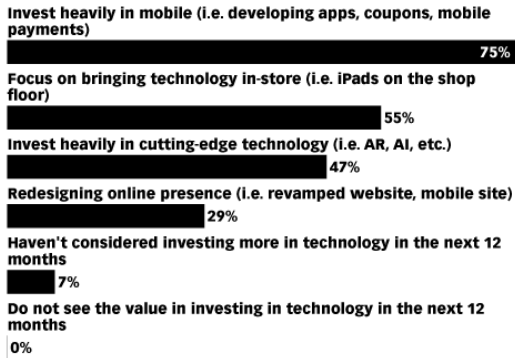 Invest heavily in mobile (i.e. developing apps, coupons, mobile
payments)
75%
Focus on bringing technology in-store (i.e. iPads on the shop
floor)
55%
Invest heavily in cutting-edge technology (i.e. AR, AI, etc.)
47%
Redesigning online presence (i.e. revamped website, mobile site)
29%
Haven't considered investing more in technology in the next 12
months
7%
Do not see the value in investing in technology in the next 12
months
0%